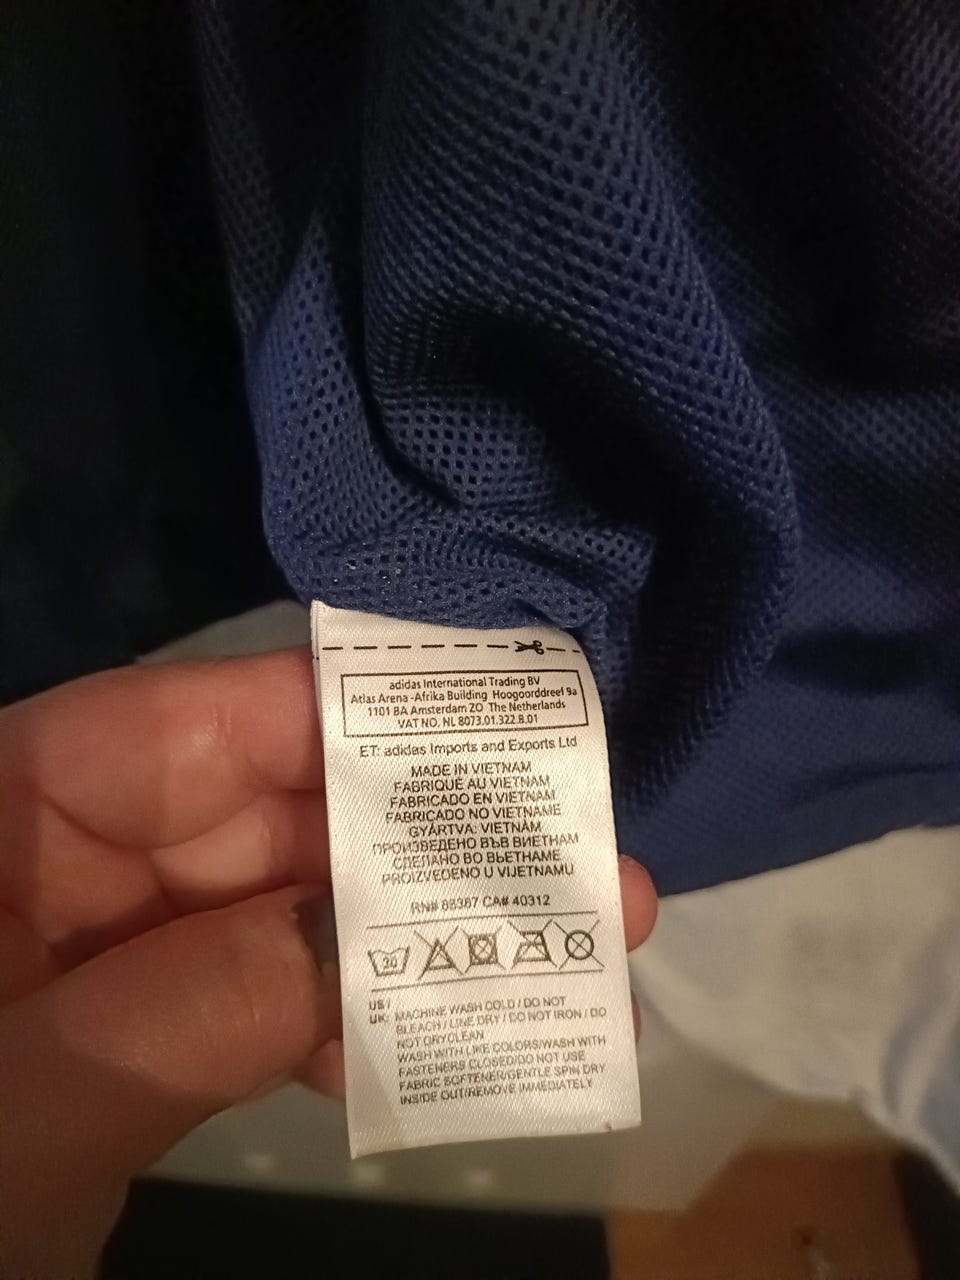 adidas International Trading BV
Atlas Arena -Afrika Building Hoogoorddreef 9a
1101 BA Amsterdam ZO The Netherlands
VAT NO. NL 8073.01.322.B.01
ET: adidas Imports and Exports Ltd
MADE IN VIETNAM
FABRIQUÉ AU VIETNAM
FABRICADO EN VIETNAM
FABRICADO NO VIETNAME
GYÁRTVA: VIETNÁM
ПРОИЗВЕДЕНО ВЪВ ВИЕТНАМ
СДЕЛАНО ВО ВЬЕТНАМЕ
PROIZVEDENO U VIJETNAMU
RN# 88387 CA# 40312
30
US /
UK: MACHINE WASH COLD / DO NOT
BLEACH / LINE DRY / DO NOT IRON / DO
NOT DRYCLEAN
WASH WITH LIKE COLORS/WASH WITH
FASTENERS CLOSED/DO NOT USE
FABRIC SOFTENER/GENTLE SPIN DRY
INSIDE OUT/REMOVE IMMEDIATELY